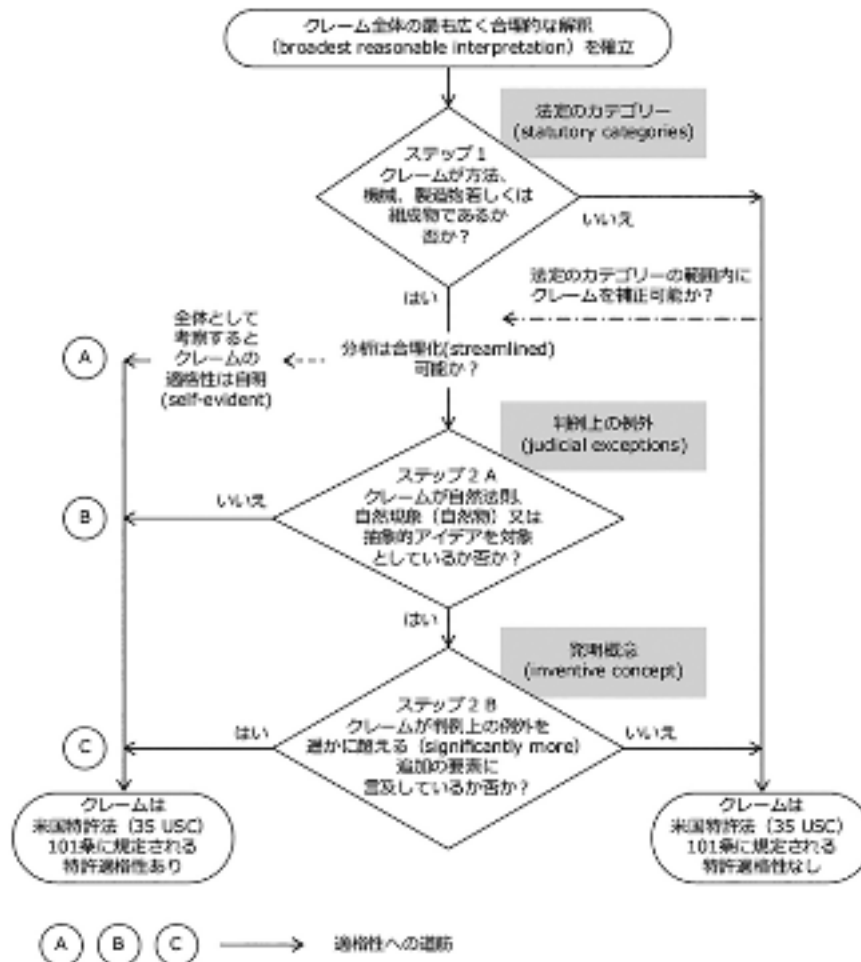 クレーム全体の最も広く合理的な解釈
（broadest reasonable interpretation）を確立
法定のカテゴリー
(statutory categories)
ステップ１
クレームが方法、
機械、製造物若しくは
組成物であるか
否か？
いいえ
はい
法定のカテゴリーの範囲内に
クレームを補正可能か？
全体として
考察すると
クレームの
適格性は自明
(self-evident)
A
分析は合理化(streamlined)
可能か？
判例上の例外
(judicial exceptions)
ステップ２A
クレームが自然法則、
自然現象（自然物）又は
抽象的アイデアを対象
としているか否か？
いいえ
B
はい
発明概念
(inventive concept)
ステップ２B
クレームが判例上の例外を
遥かに超える（significantly more）
追加の要素に
言及しているか否か？
はい
いいえ
C
クレームは
米国特許法（35 USC）
101条に規定される
特許適格性あり
クレームは
米国特許法（35 USC）
101条に規定される
特許適格性なし
A B C 適格性への道筋